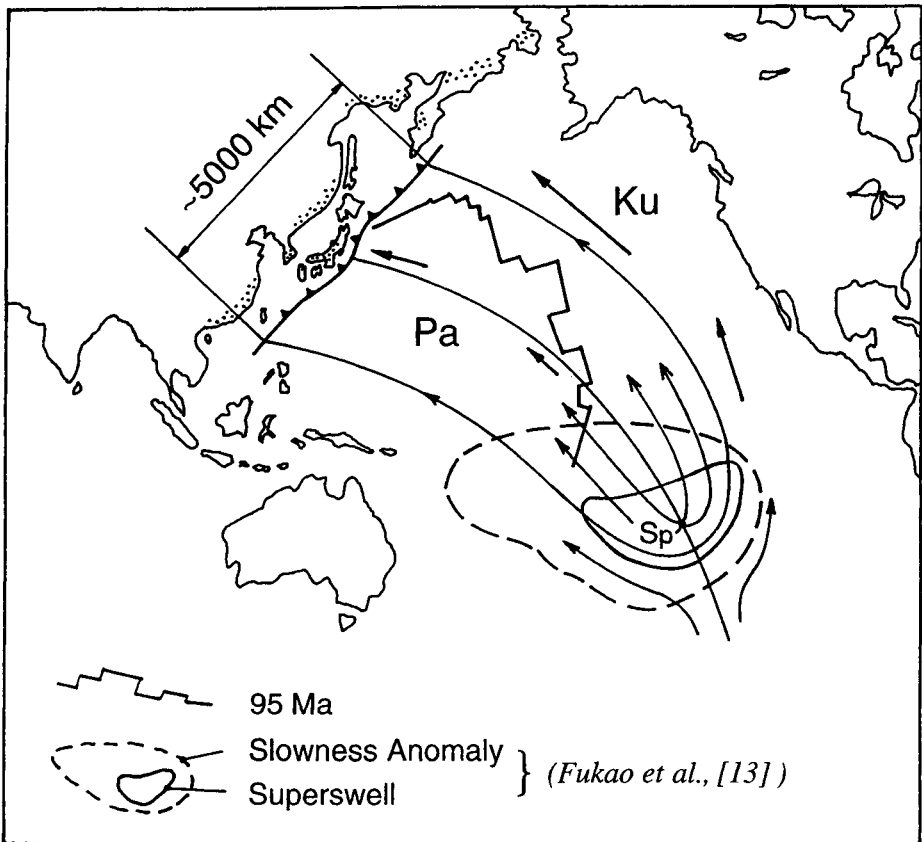 ~5000 km
Ku
Pa
Sp
95 Ma
Slowness Anomaly
Superswell
} (Fukao et al., [13] )